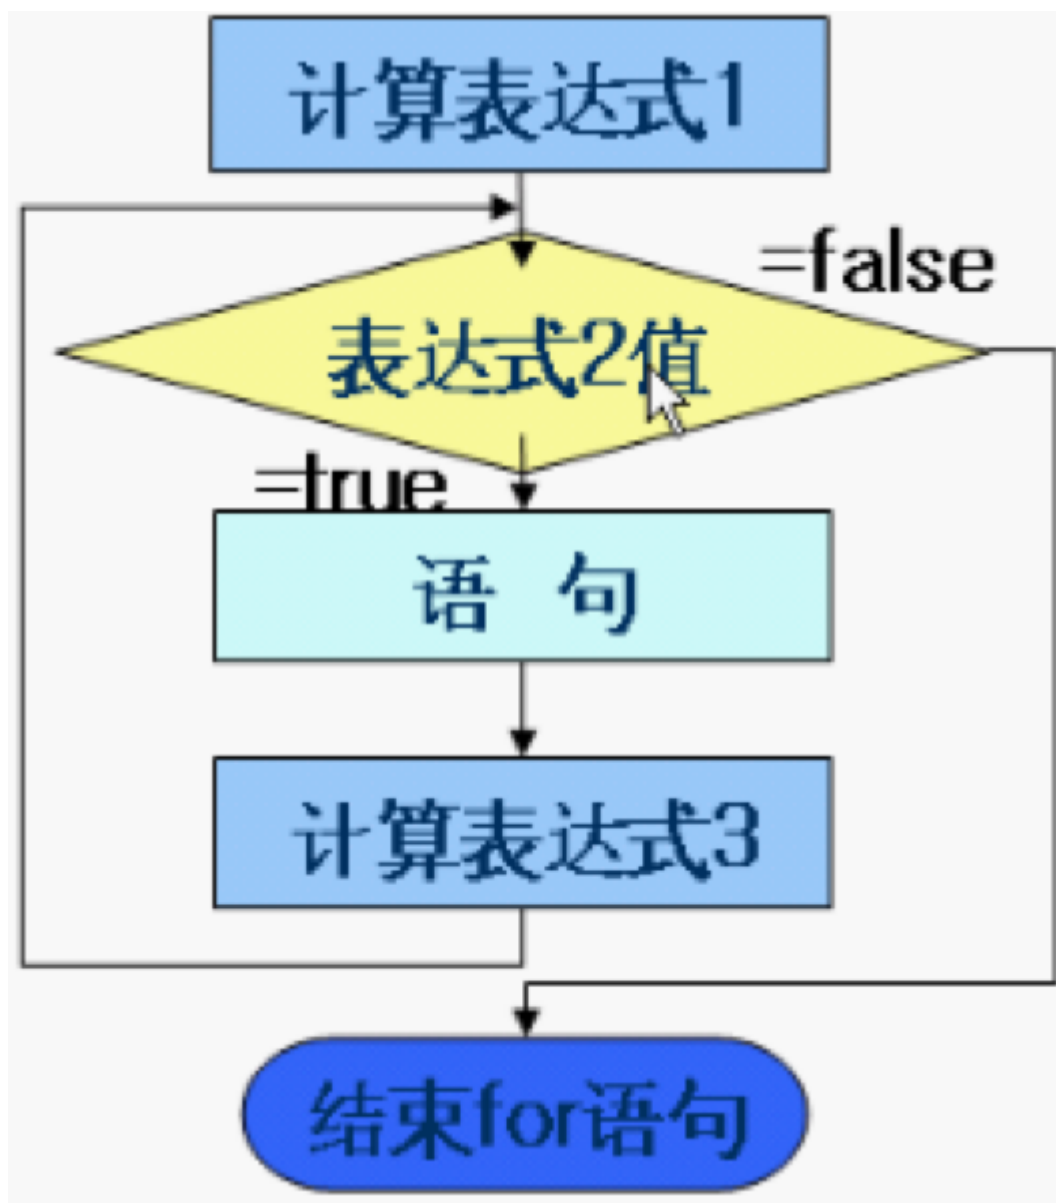 计算表达式1
=false
表达式2值
=true
语 句
计算表达式3
结束for语句